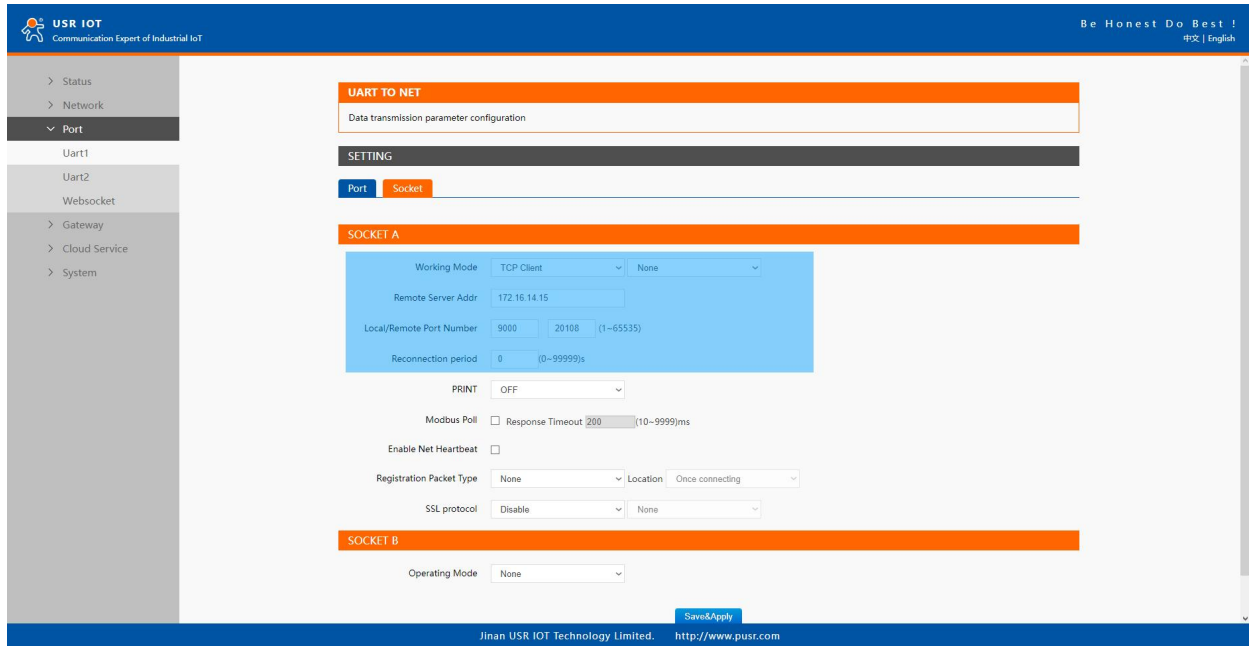 USR IOT
Communication Expert of Industrial IoT
Be Honest Do Best !
中文 | English
Status
Network
Port
Uart1
Uart2
Websocket
Gateway
Cloud Service
System
UART TO NET
Data transmission parameter configuration
SETTING
Port Socket
SOCKET A
Working Mode TCP Client None
Remote Server Addr 172.16.14.15
Local/Remote Port Number 9000 20108 (1~65535)
Reconnection period 0 (0~99999)s
PRINT OFF
Modbus Poll Response Timeout 200 (10~9999)ms
Enable Net Heartbeat
Registration Packet Type None Location Once connecting
SSL protocol Disable None
SOCKET B
Operating Mode None
Save&Apply
Jinan USR IOT Technology Limited. http://www.pusr.com